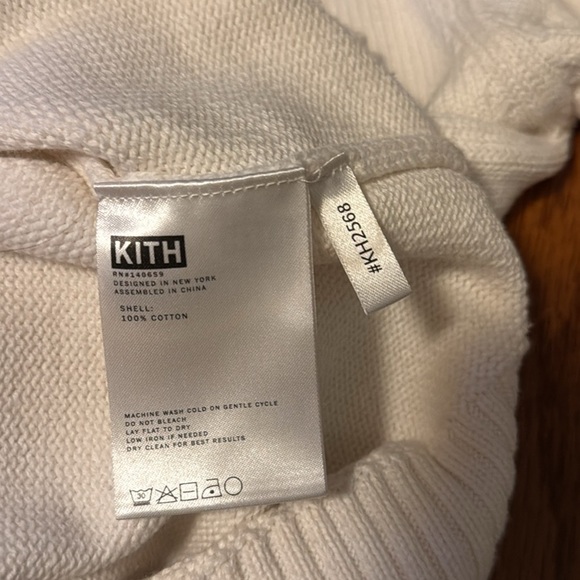 KITH
RN#140659
DESIGNED IN NEW YORK
ASSEMBLED IN CHINA
SHELL:
100% COTTON
MACHINE WASH COLD ON GENTLE CYCLE
DO NOT BLEACH
LAY FLAT TO DRY
LOW IRON IF NEEDED
DRY CLEAN FOR BEST RESULTS
30
#KH2568